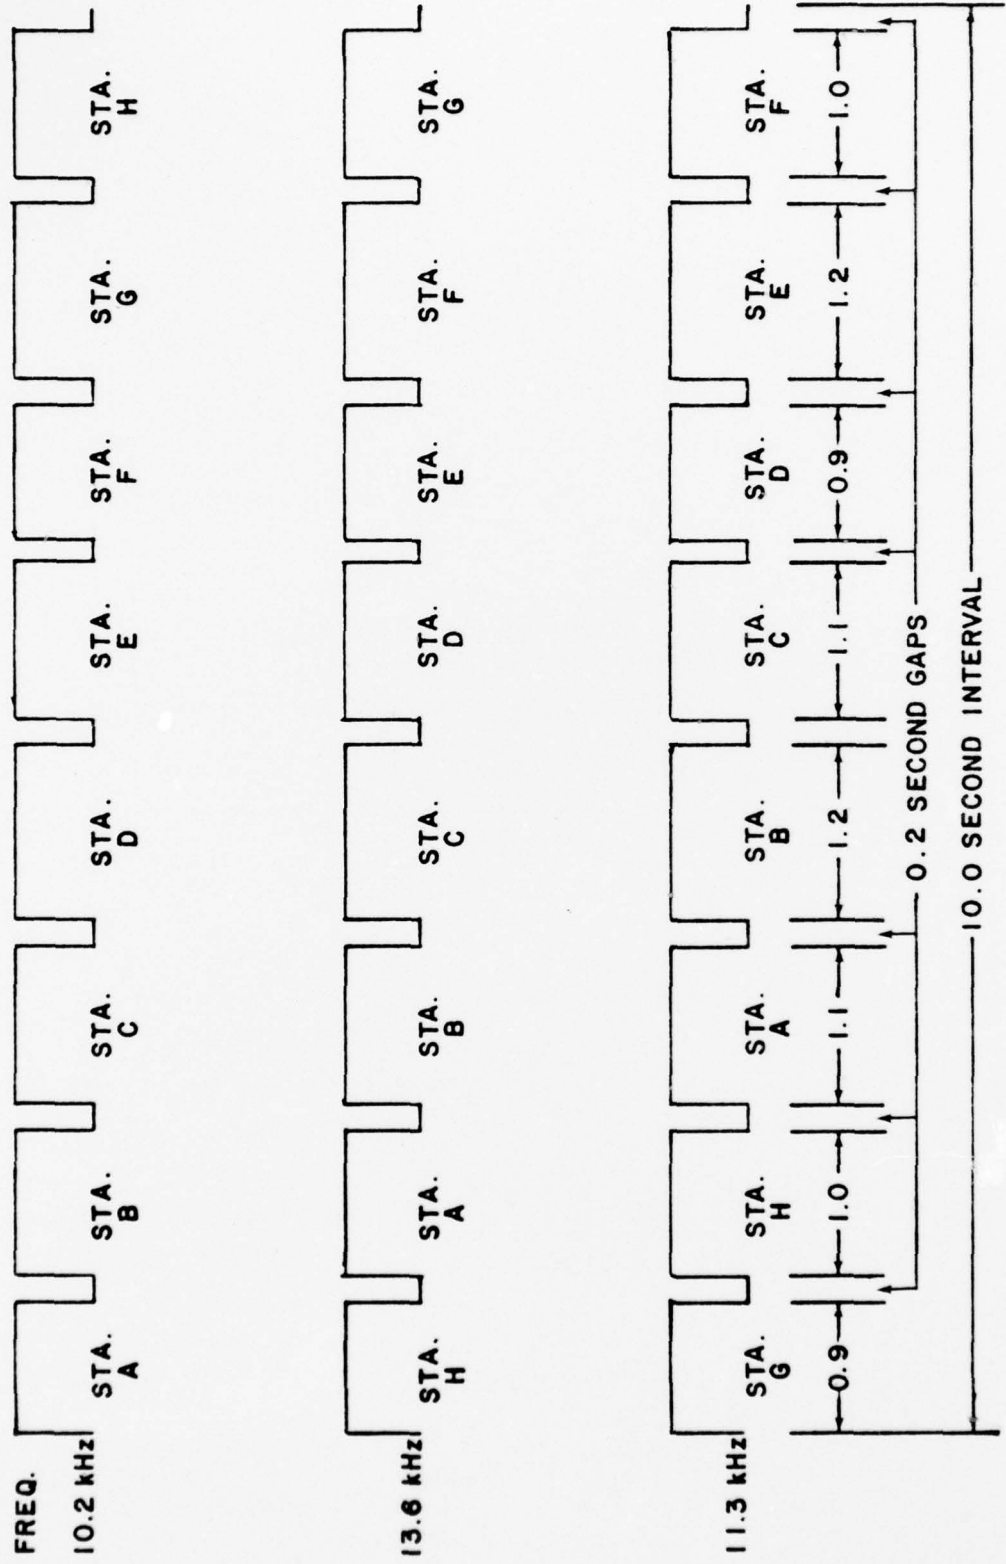 FREQ.
10.2 kHz
STA. A
STA. B
STA. C
STA. D
STA. E
STA. F
STA. G
STA. H
13.6 kHz
STA. H
STA. A
STA. B
STA. C
STA. D
STA. E
STA. F
STA. G
11.3 kHz
STA. G
STA. H
STA. A
STA. B
STA. C
STA. D
STA. E
STA. F
0.9
1.0
1.1
1.2
1.1
0.9
1.2
1.0
0.2 SECOND GAPS
10.0 SECOND INTERVAL